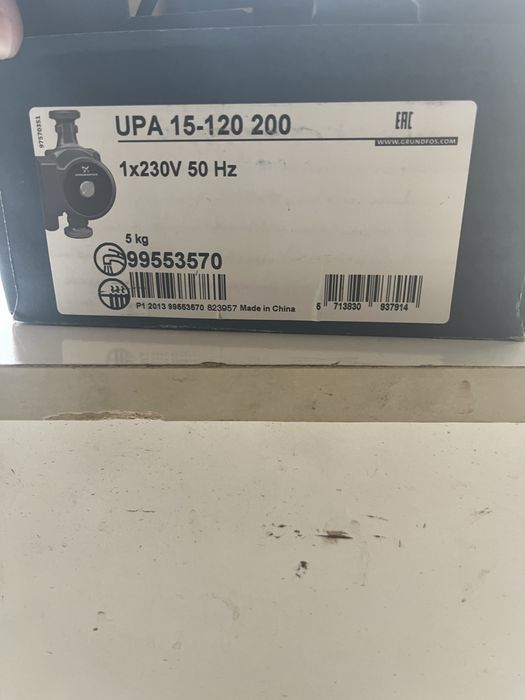 97570351
UPA 15-120 200
EAC
WWW.GRUNDFOS.COM
1x230V 50 Hz
5 kg
99553570
P1 2013 99553570 823957 Made in China
5 713830 937914